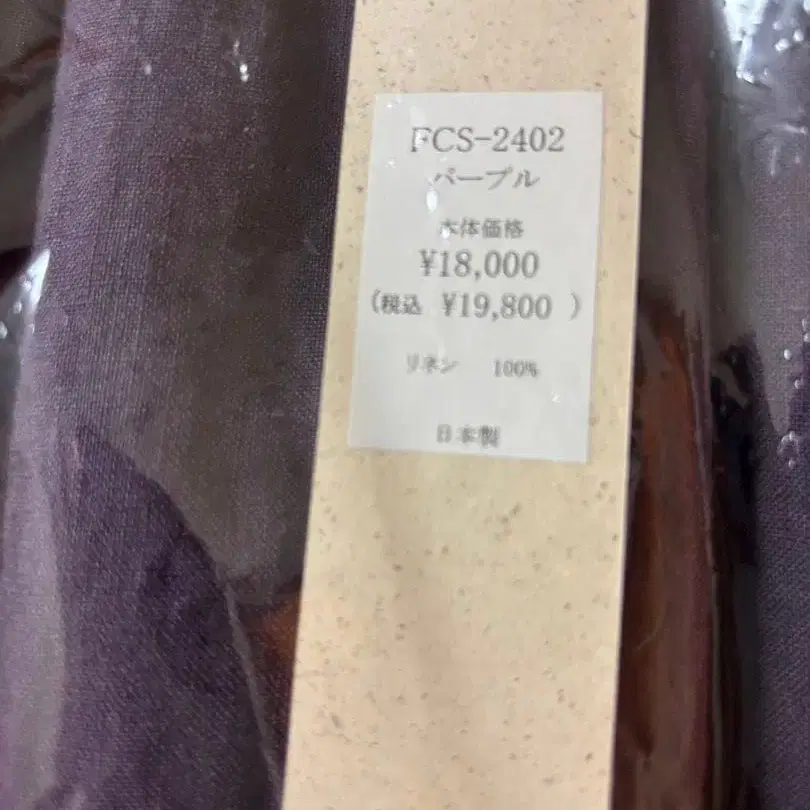 FCS-2402
パープル
本体価格
¥18,000
(税込 ¥19,800 )
リネン 100%
日本製